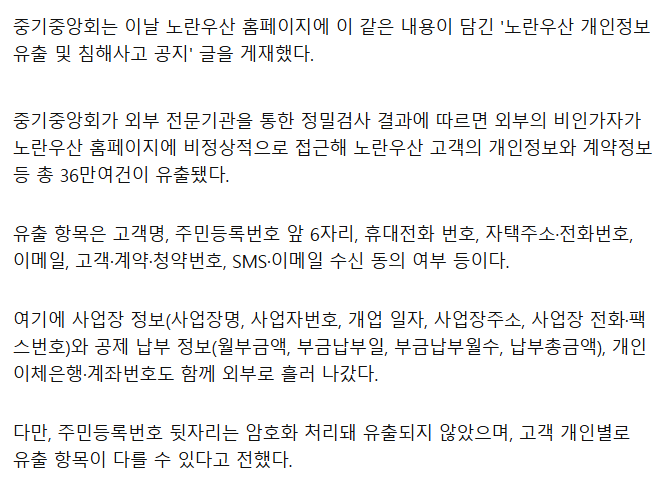 중기중앙회는 이날 노란우산 홈페이지에 이 같은 내용이 담긴 '노란우산 개인정보
유출 및 침해사고 공지' 글을 게재했다.
중기중앙회가 외부 전문기관을 통한 정밀검사 결과에 따르면 외부의 비인가자가
노란우산 홈페이지에 비정상적으로 접근해 노란우산 고객의 개인정보와 계약정보
등 총 36만여건이 유출됐다.
유출 항목은 고객명, 주민등록번호 앞 6자리, 휴대전화 번호, 자택주소·전화번호,
이메일, 고객·계약·청약번호, SMS·이메일 수신 동의 여부 등이다.
여기에 사업장 정보(사업장명, 사업자번호, 개업 일자, 사업장주소, 사업장 전화·팩
스번호)와 공제 납부 정보(월부금액, 부금납부일, 부금납부월수, 납부총금액), 개인
이체은행·계좌번호도 함께 외부로 흘러 나갔다.
다만, 주민등록번호 뒷자리는 암호화 처리돼 유출되지 않았으며, 고객 개인별로
유출 항목이 다를 수 있다고 전했다.